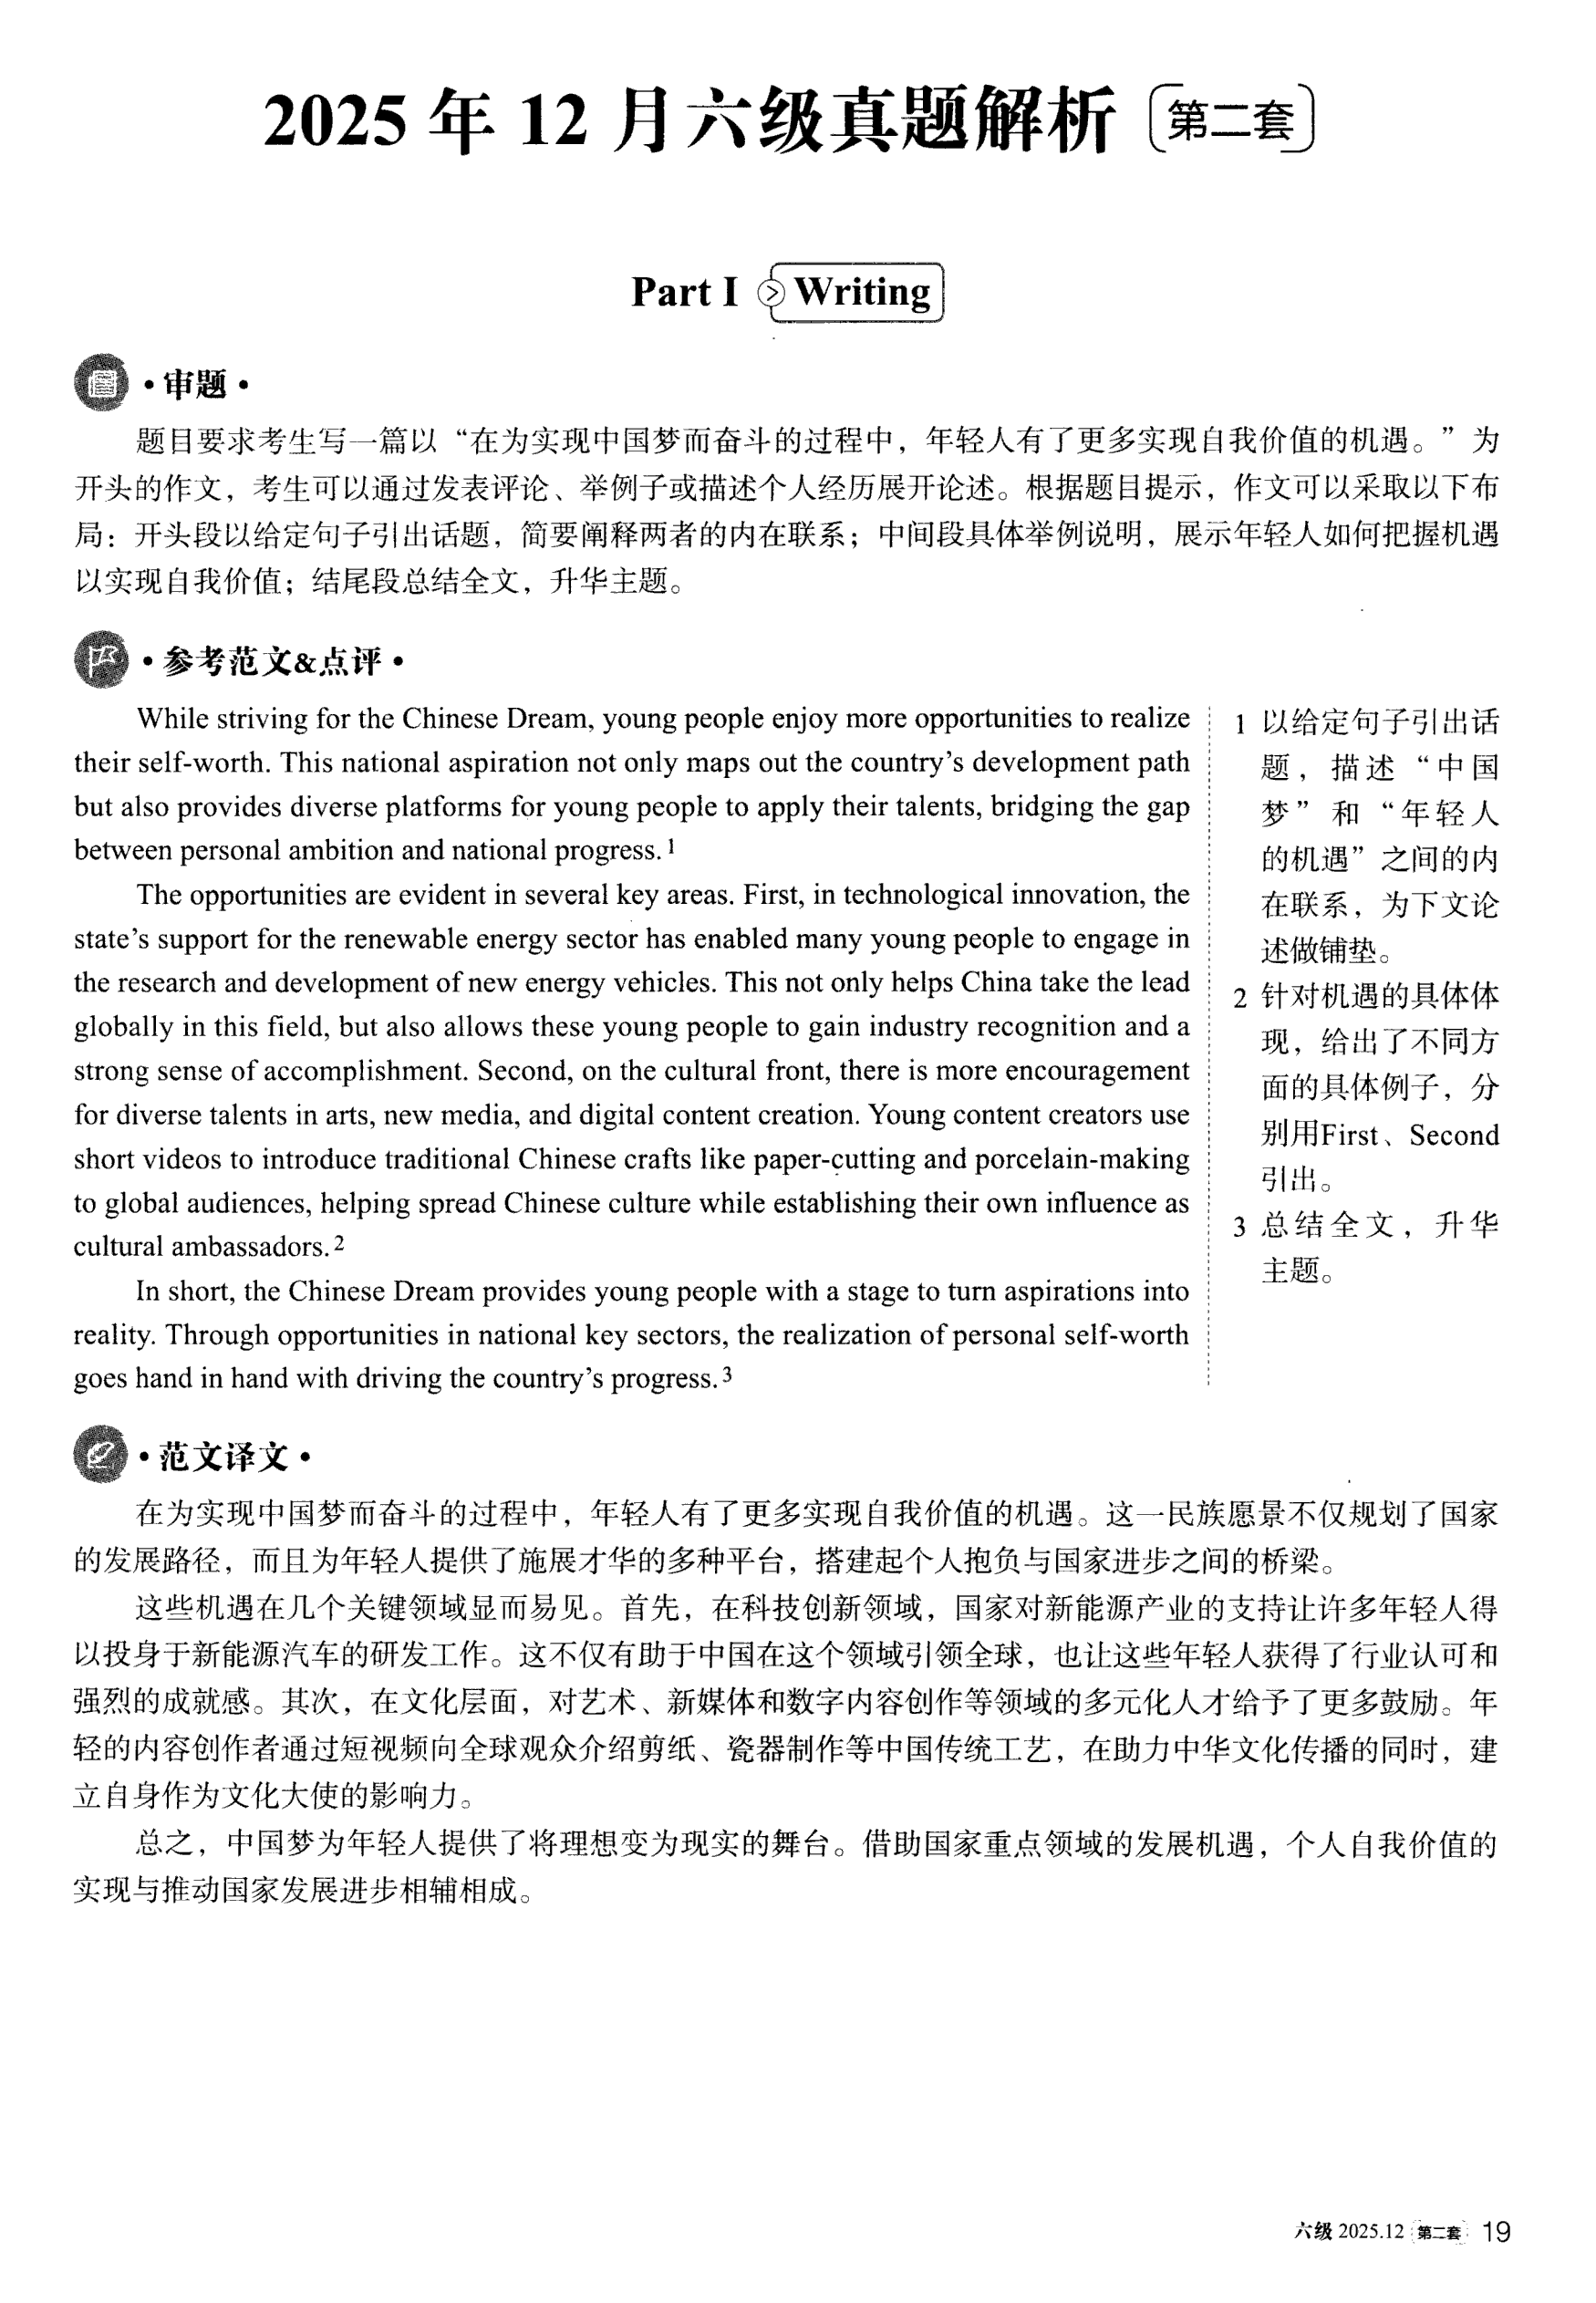 2025 年 12 月六级真题解析 第二套
Part I > Writing
·审题·
题目要求考生写一篇以“在为实现中国梦而奋斗的过程中，年轻人有了更多实现自我价值的机遇。”为
开头的作文，考生可以通过发表评论、举例子或描述个人经历展开论述。根据题目提示，作文可以采取以下布
局：开头段以给定句子引出话题，简要阐释两者的内在联系；中间段具体举例说明，展示年轻人如何把握机遇
以实现自我价值；结尾段总结全文，升华主题。
·参考范文&点评·
While striving for the Chinese Dream, young people enjoy more opportunities to realize
their self-worth. This national aspiration not only maps out the country’s development path
but also provides diverse platforms for young people to apply their talents, bridging the gap
between personal ambition and national progress. 1
The opportunities are evident in several key areas. First, in technological innovation, the
state’s support for the renewable energy sector has enabled many young people to engage in
the research and development of new energy vehicles. This not only helps China take the lead
globally in this field, but also allows these young people to gain industry recognition and a
strong sense of accomplishment. Second, on the cultural front, there is more encouragement
for diverse talents in arts, new media, and digital content creation. Young content creators use
short videos to introduce traditional Chinese crafts like paper-cutting and porcelain-making
to global audiences, helping spread Chinese culture while establishing their own influence as
cultural ambassadors. 2
In short, the Chinese Dream provides young people with a stage to turn aspirations into
reality. Through opportunities in national key sectors, the realization of personal self-worth
goes hand in hand with driving the country’s progress. 3
1 以给定句子引出话
题，描述“中国
梦”和“年轻人
的机遇”之间的内
在联系，为下文论
述做铺垫。
2 针对机遇的具体体
现，给出了不同方
面的具体例子，分
别用First、Second
引出。
3 总结全文，升华
主题。
·范文译文·
在为实现中国梦而奋斗的过程中，年轻人有了更多实现自我价值的机遇。这一民族愿景不仅规划了国家
的发展路径，而且为年轻人提供了施展才华的多种平台，搭建起个人抱负与国家进步之间的桥梁。
这些机遇在几个关键领域显而易见。首先，在科技创新领域，国家对新能源产业的支持让许多年轻人得
以投身于新能源汽车的研发工作。这不仅有助于中国在这个领域引领全球，也让这些年轻人获得了行业认可和
强烈的成就感。其次，在文化层面，对艺术、新媒体和数字内容创作等领域的多元化人才给予了更多鼓励。年
轻的内容创作者通过短视频向全球观众介绍剪纸、瓷器制作等中国传统工艺，在助力中华文化传播的同时，建
立自身作为文化大使的影响力。
总之，中国梦为年轻人提供了将理想变为现实的舞台。借助国家重点领域的发展机遇，个人自我价值的
实现与推动国家发展进步相辅相成。
六级 2025.12 第二套 19